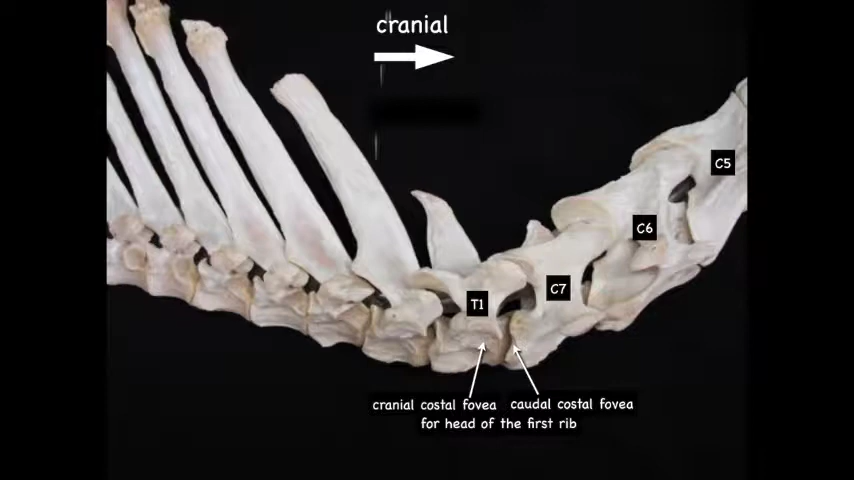 cranial
C5
C6
C7
T1
cranial costal fovea caudal costal fovea
for head of the first rib